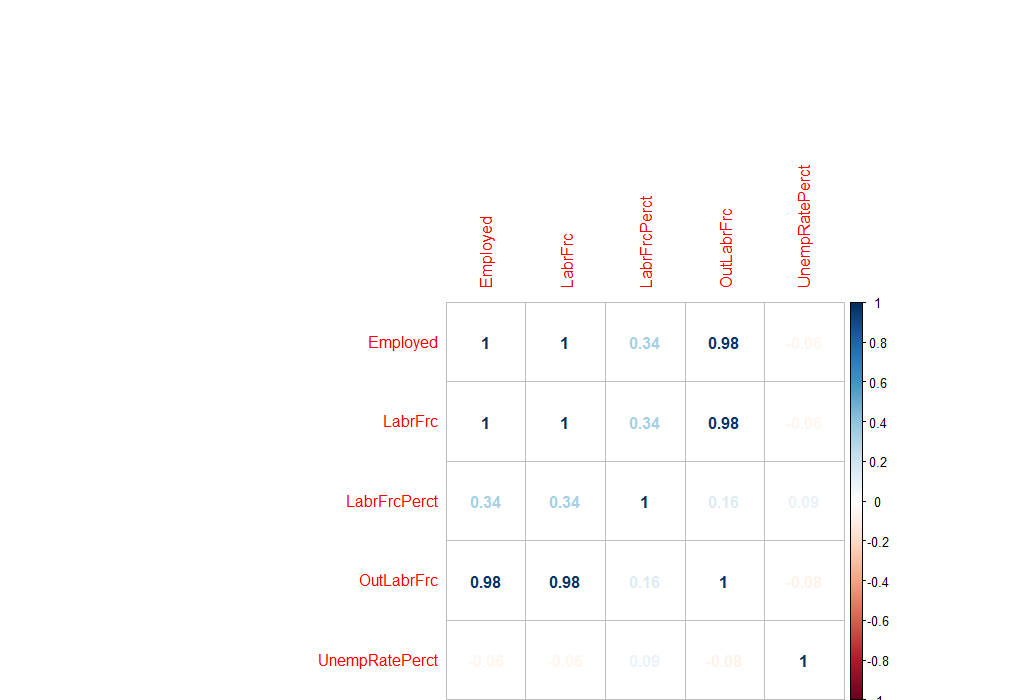 Employed LabrFrc LabrFrcPerct OutLabrFrc UnempRatePerct
Employed 1 1 0.34 0.98 -0.06 1
0.8
LabrFrc 1 1 0.34 0.98 -0.06 0.6
0.4
0.2
LabrFrcPerct 0.34 0.34 1 0.16 0.09 0
-0.2
OutLabrFrc 0.98 0.98 0.16 1 -0.08 -0.4
-0.6
UnempRatePerct -0.06 -0.06 0.09 -0.08 1 -0.8
-1